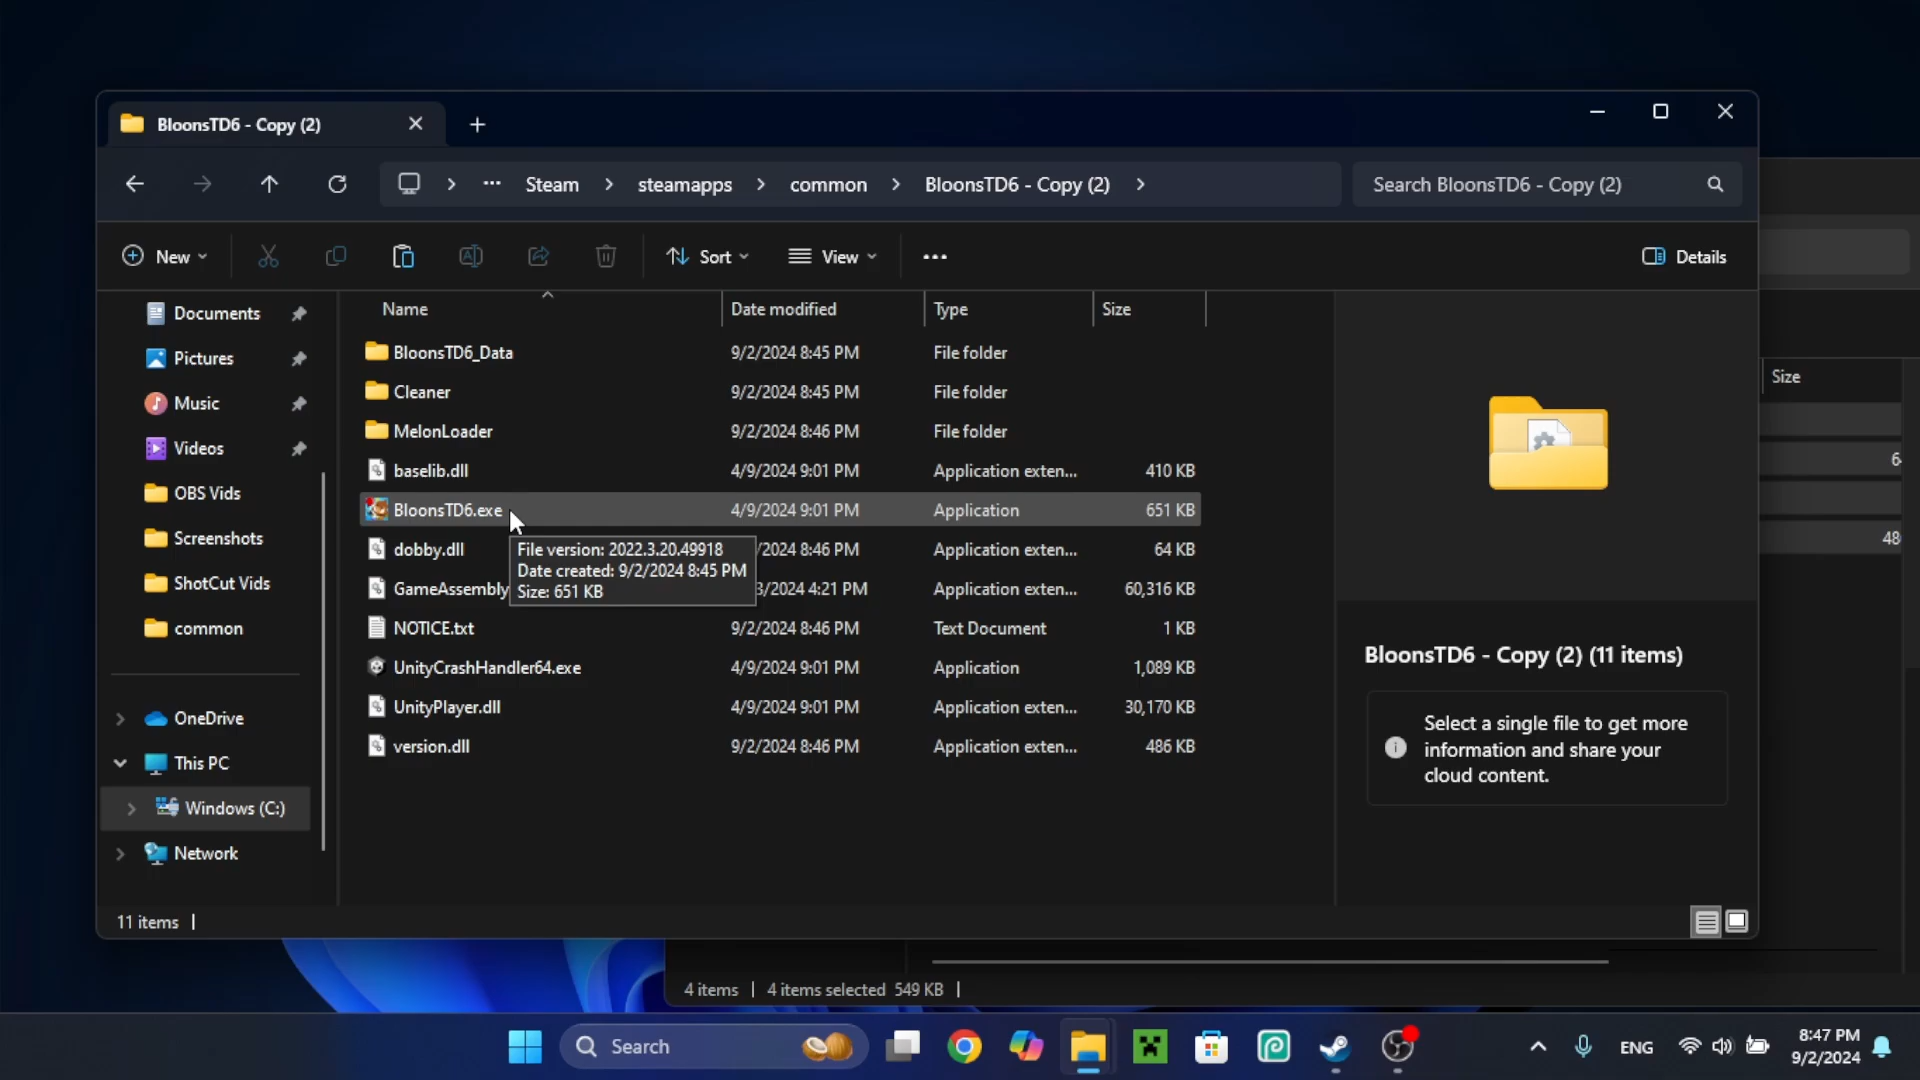 BloonsTD6 - Copy (2)
Steam > steamapps > common > BloonsTD6 - Copy (2) >
Search BloonsTD6 - Copy (2)
New
Sort
View
Details
Documents
Pictures
Music
Videos
OBS Vids
Screenshots
ShotCut Vids
common
OneDrive
This PC
Windows (C:)
Network
Name Date modified Type Size
BloonsTD6_Data 9/2/2024 8:45 PM File folder
Cleaner 9/2/2024 8:45 PM File folder
MelonLoader 9/2/2024 8:46 PM File folder
baselib.dll 4/9/2024 9:01 PM Application exten... 410 KB
BloonsTD6.exe 4/9/2024 9:01 PM Application 651 KB
dobby.dll /2024 8:46 PM Application exten... 64 KB
GameAssembly 3/2024 4:21 PM Application exten... 60,316 KB
NOTICE.txt 9/2/2024 8:46 PM Text Document 1 KB
UnityCrashHandler64.exe 4/9/2024 9:01 PM Application 1,089 KB
UnityPlayer.dll 4/9/2024 9:01 PM Application exten... 30,170 KB
version.dll 9/2/2024 8:46 PM Application exten... 486 KB
File version: 2022.3.20.49918
Date created: 9/2/2024 8:45 PM
Size: 651 KB
BloonsTD6 - Copy (2) (11 items)
Select a single file to get more
information and share your
cloud content.
11 items
Size
6
48
4 items 4 items selected 549 KB
Search
ENG
8:47 PM
9/2/2024